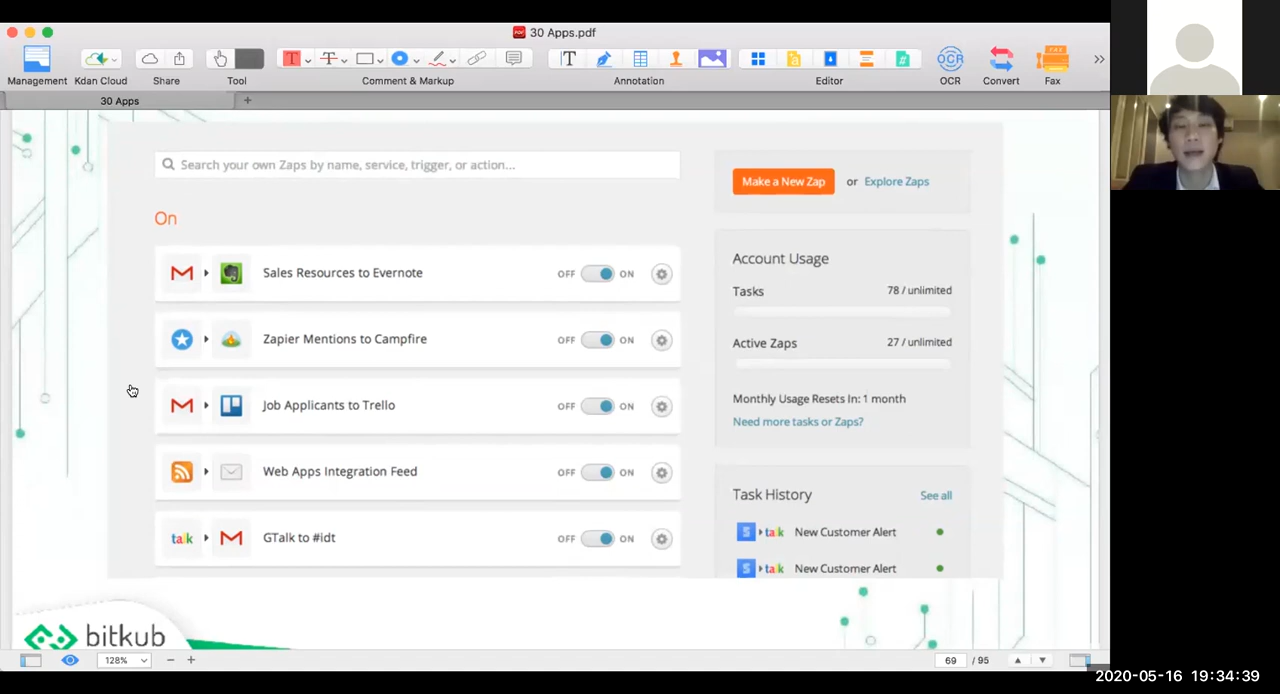 30 Apps.pdf
Management
Kdan Cloud
Share
Tool
Comment & Markup
Annotation
Editor
OCR
OCR
Convert
FAX
Fax
30 Apps
Search your own Zaps by name, service, trigger, or action...
Make a New Zap or Explore Zaps
On
Sales Resources to Evernote OFF ON
Zapier Mentions to Campfire OFF ON
Job Applicants to Trello OFF ON
Web Apps Integration Feed OFF ON
talk GTalk to #idt OFF ON
Account Usage
Tasks 78 / unlimited
Active Zaps 27 / unlimited
Monthly Usage Resets In: 1 month
Need more tasks or Zaps?
Task History See all
S talk New Customer Alert
S talk New Customer Alert
bitkub
128%
69 / 95
2020-05-16 19:34:39